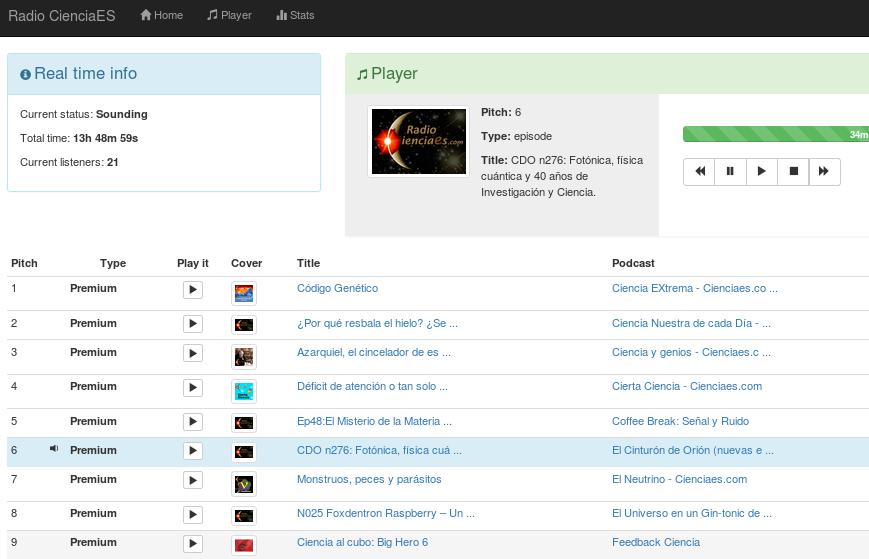 Radio CienciaES Home Player Stats
Real time info
Current status: Sounding
Total time: 13h 48m 59s
Current listeners: 21
Player
Radio
ienciaes.com
Pitch: 6
Type: episode
Title: CDO n276: Fotónica, física
cuántica y 40 años de
Investigación y Ciencia.
34m
Pitch Type Play it Cover Title Podcast
1 Premium Código Genético Ciencia EXtrema - Cienciaes.co ...
2 Premium ¿Por qué resbala el hielo? ¿Se ... Ciencia Nuestra de cada Día - ...
3 Premium Azarquiel, el cincelador de es ... Ciencia y genios - Cienciaes.c ...
4 Premium Déficit de atención o tan solo ... Cierta Ciencia - Cienciaes.com
5 Premium Ep48:El Misterio de la Materia ... Coffee Break: Señal y Ruido
6 Premium CDO n276: Fotónica, física cuá ... El Cinturón de Orión (nuevas e ...
7 Premium Monstruos, peces y parásitos El Neutrino - Cienciaes.com
8 Premium N025 Foxdentron Raspberry – Un ... El Universo en un Gin-tonic de ...
9 Premium Ciencia al cubo: Big Hero 6 Feedback Ciencia